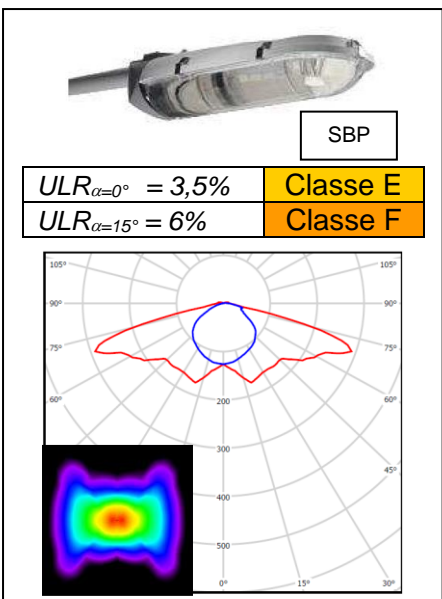 SBP
ULRα=0° = 3,5% Classe E
ULRα=15° = 6% Classe F
105° 105°
90° 90°
75° 75°
60° 60°
200
45°
300
400
500
0° 15° 30°